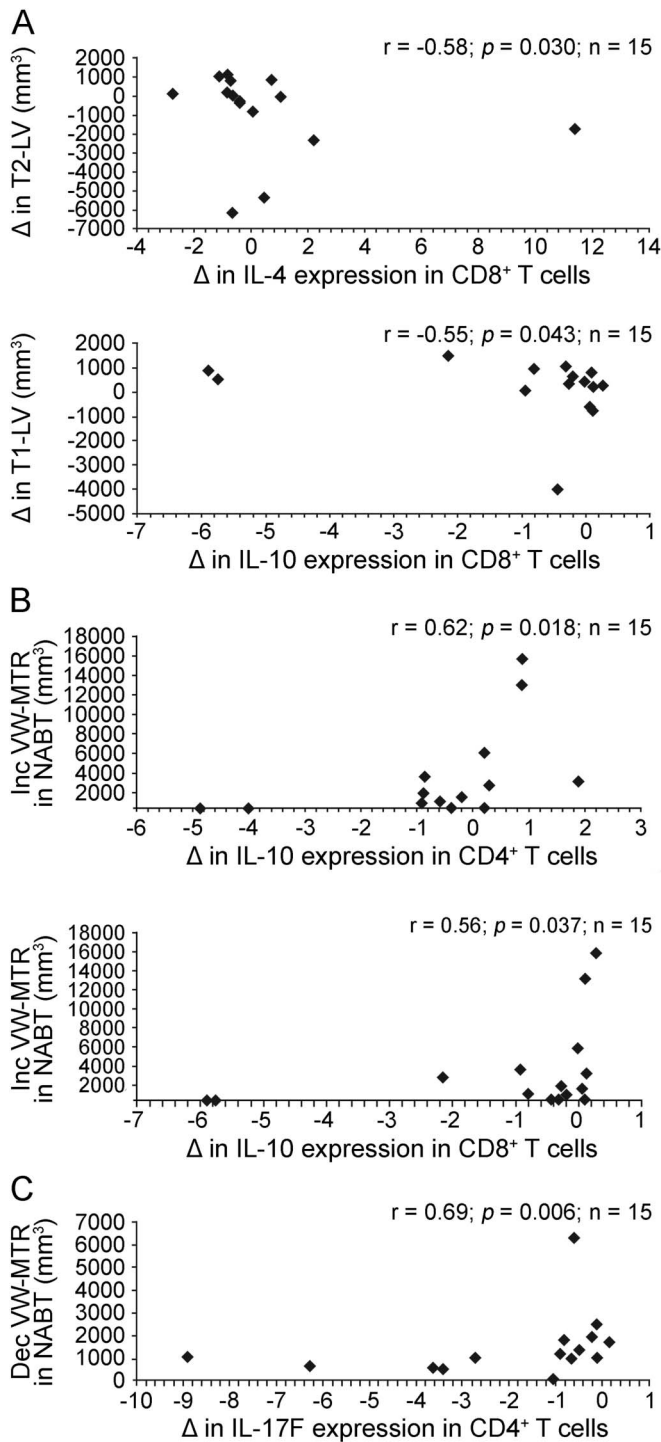 A
r = -0.58; p = 0.030; n = 15
Δ in T2-LV (mm³)
2000
1000
0
-1000
-2000
-3000
-4000
-5000
-6000
-7000
-4 -2 0 2 4 6 8 10 12 14
Δ in IL-4 expression in CD8⁺ T cells
r = -0.55; p = 0.043; n = 15
Δ in T1-LV (mm³)
2000
1000
0
-1000
-2000
-3000
-4000
-5000
-7 -6 -5 -4 -3 -2 -1 0 1
Δ in IL-10 expression in CD8⁺ T cells
B
r = 0.62; p = 0.018; n = 15
Inc VW-MTR
in NABT (mm³)
18000
16000
14000
12000
10000
8000
6000
4000
2000
-6 -5 -4 -3 -2 -1 0 1 2 3
Δ in IL-10 expression in CD4⁺ T cells
r = 0.56; p = 0.037; n = 15
Inc VW-MTR
in NABT (mm³)
18000
16000
14000
12000
10000
8000
6000
4000
2000
-7 -6 -5 -4 -3 -2 -1 0 1
Δ in IL-10 expression in CD8⁺ T cells
C
r = 0.69; p = 0.006; n = 15
Dec VW-MTR
in NABT (mm³)
7000
6000
5000
4000
3000
2000
1000
0
-10 -9 -8 -7 -6 -5 -4 -3 -2 -1 0 1
Δ in IL-17F expression in CD4⁺ T cells